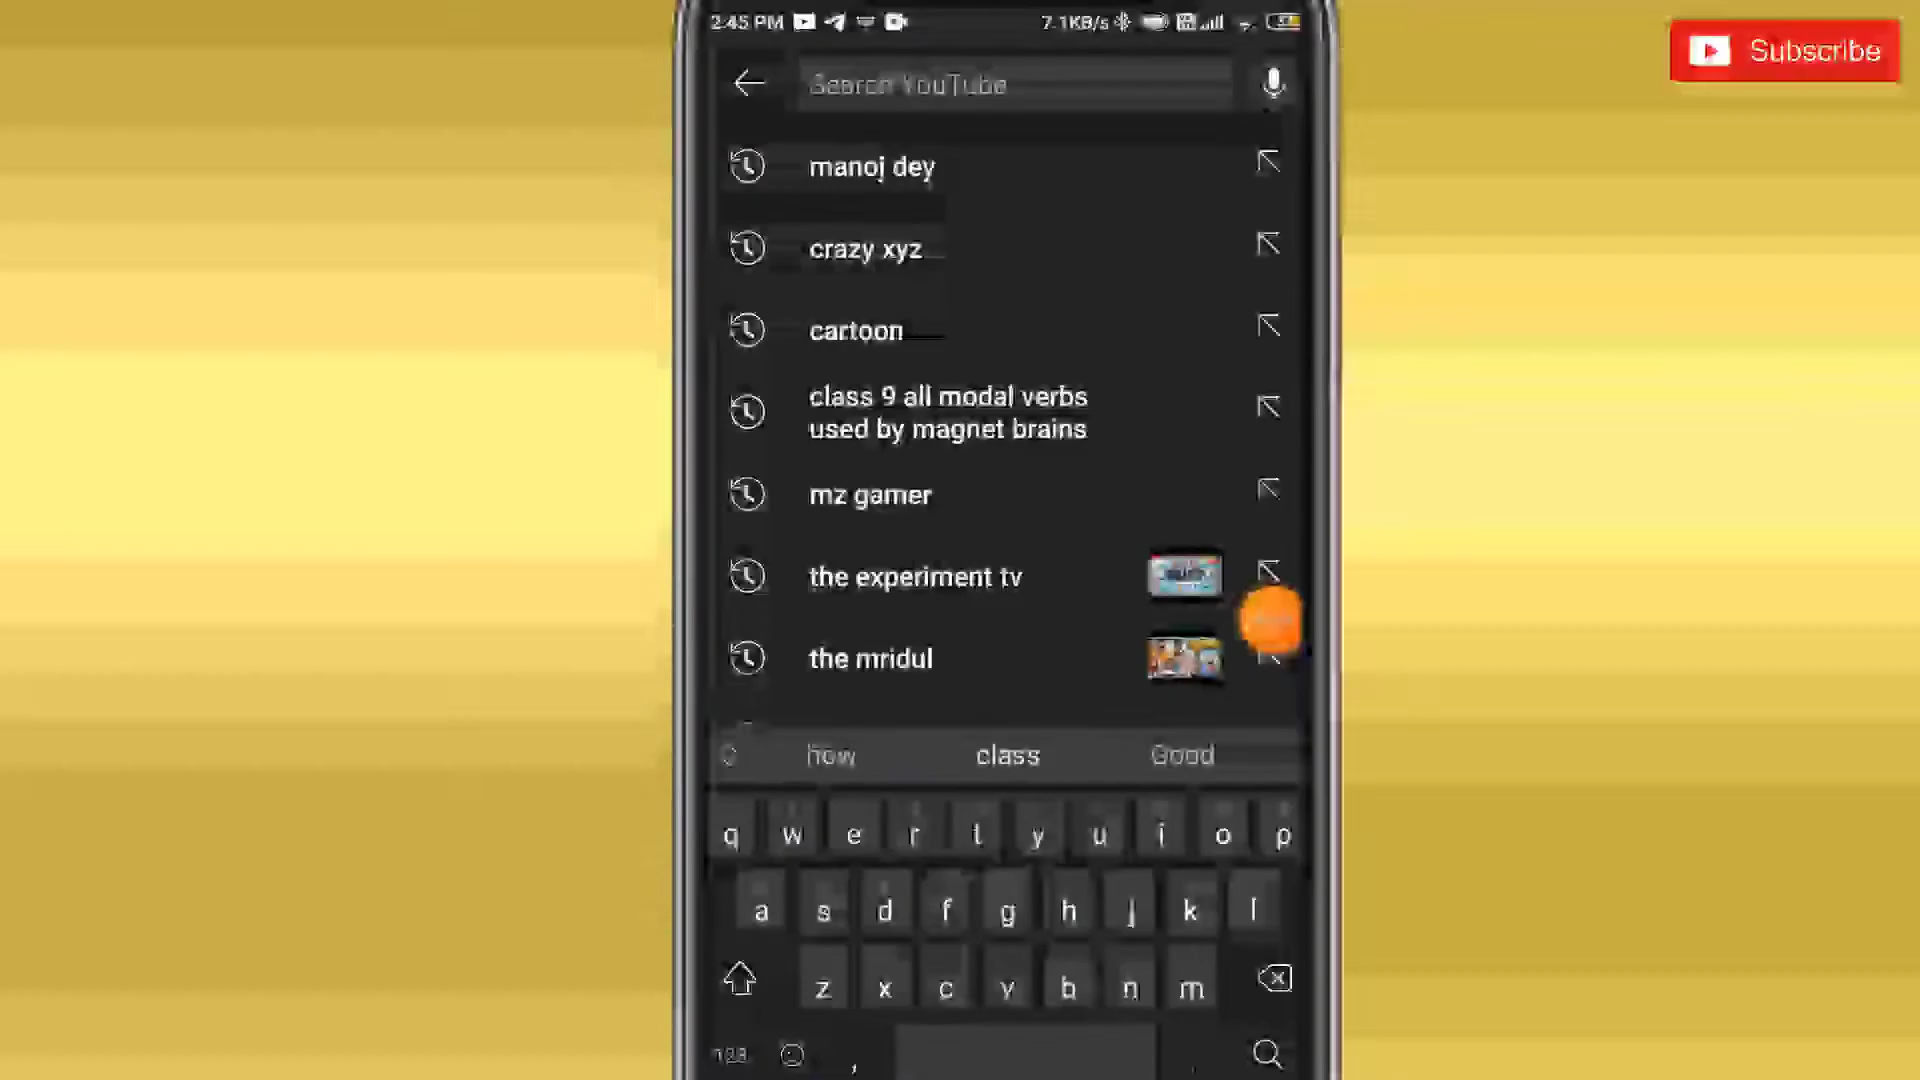 2:45 PM
7.1KB/s
Subscribe
Search YouTube
manoj dey
crazy xyz
cartoon
class 9 all modal verbs
used by magnet brains
mz gamer
the experiment tv
the mridul
how class Good
q w e r t y u i o p
a s d f g h j k l
z x c v b n m
123 ,